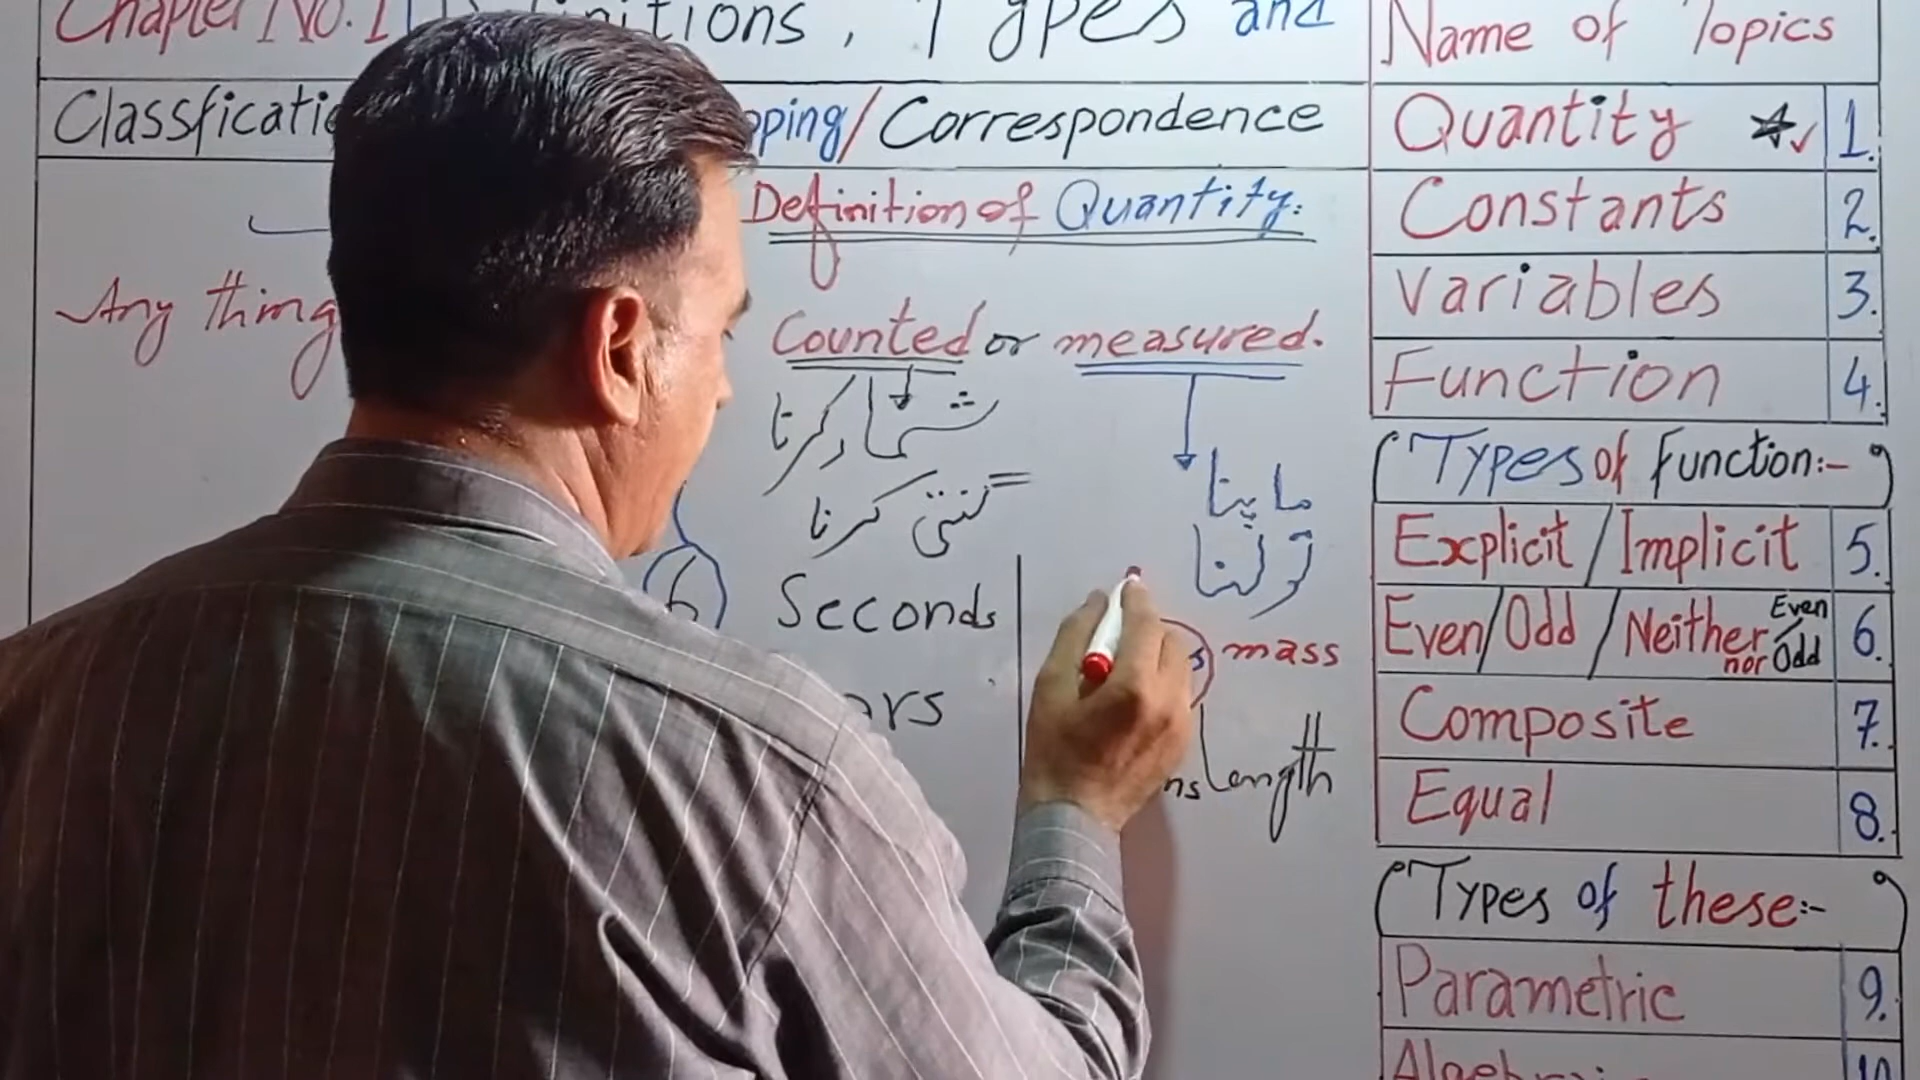 Chapter No. 1
Types and
Classficatio
pping/Correspondence
Definition of Quantity:
Any thing
Counted or measured.
شمار کرنا
گنتی کرنا
ماپنا
تولنا
6 Seconds
mass
Length
Name of Topics
Quantity 1.
Constants 2.
Variables 3.
Function 4.
(Types of Function:-)
Explicit / Implicit 5.
Even/Odd/Neither nor Even Odd 6.
Composite 7.
Equal 8.
(Types of these:-)
Parametric 9.
10